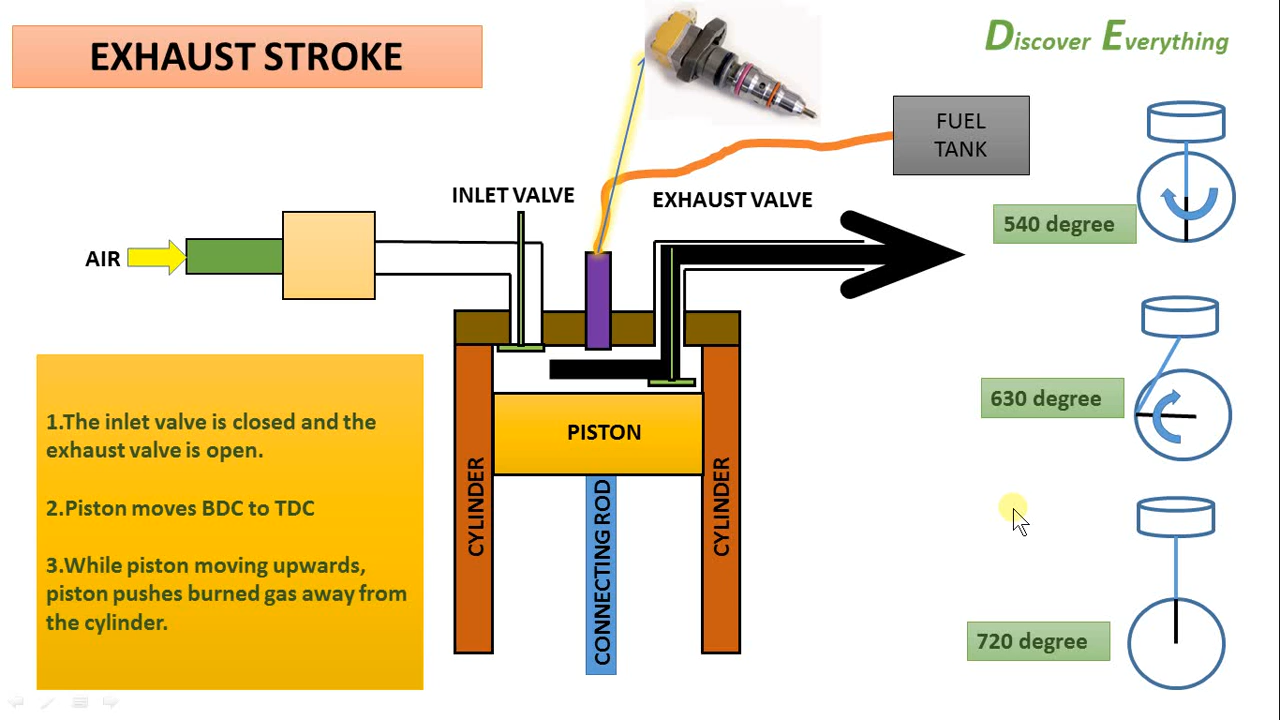 EXHAUST STROKE
Discover Everything
FUEL
TANK
INLET VALVE
EXHAUST VALVE
540 degree
AIR
630 degree
1.The inlet valve is closed and the
exhaust valve is open.
2.Piston moves BDC to TDC
3.While piston moving upwards,
piston pushes burned gas away from
the cylinder.
PISTON
CYLINDER
CONNECTING ROD
CYLINDER
720 degree